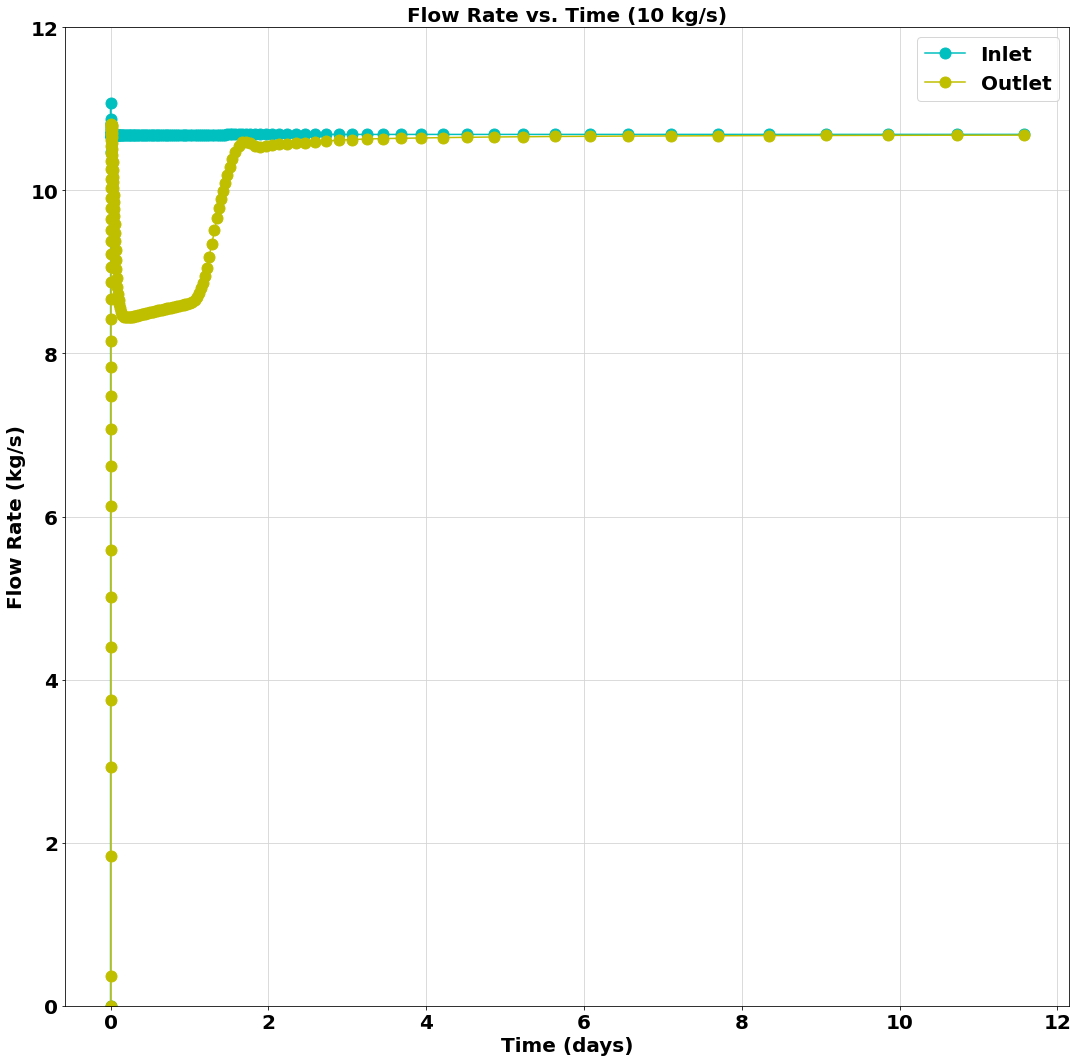 Flow Rate vs. Time (10 kg/s)
Inlet
Outlet
12
10
8
6
4
2
0
Flow Rate (kg/s)
0 2 4 6 8 10 12
Time (days)